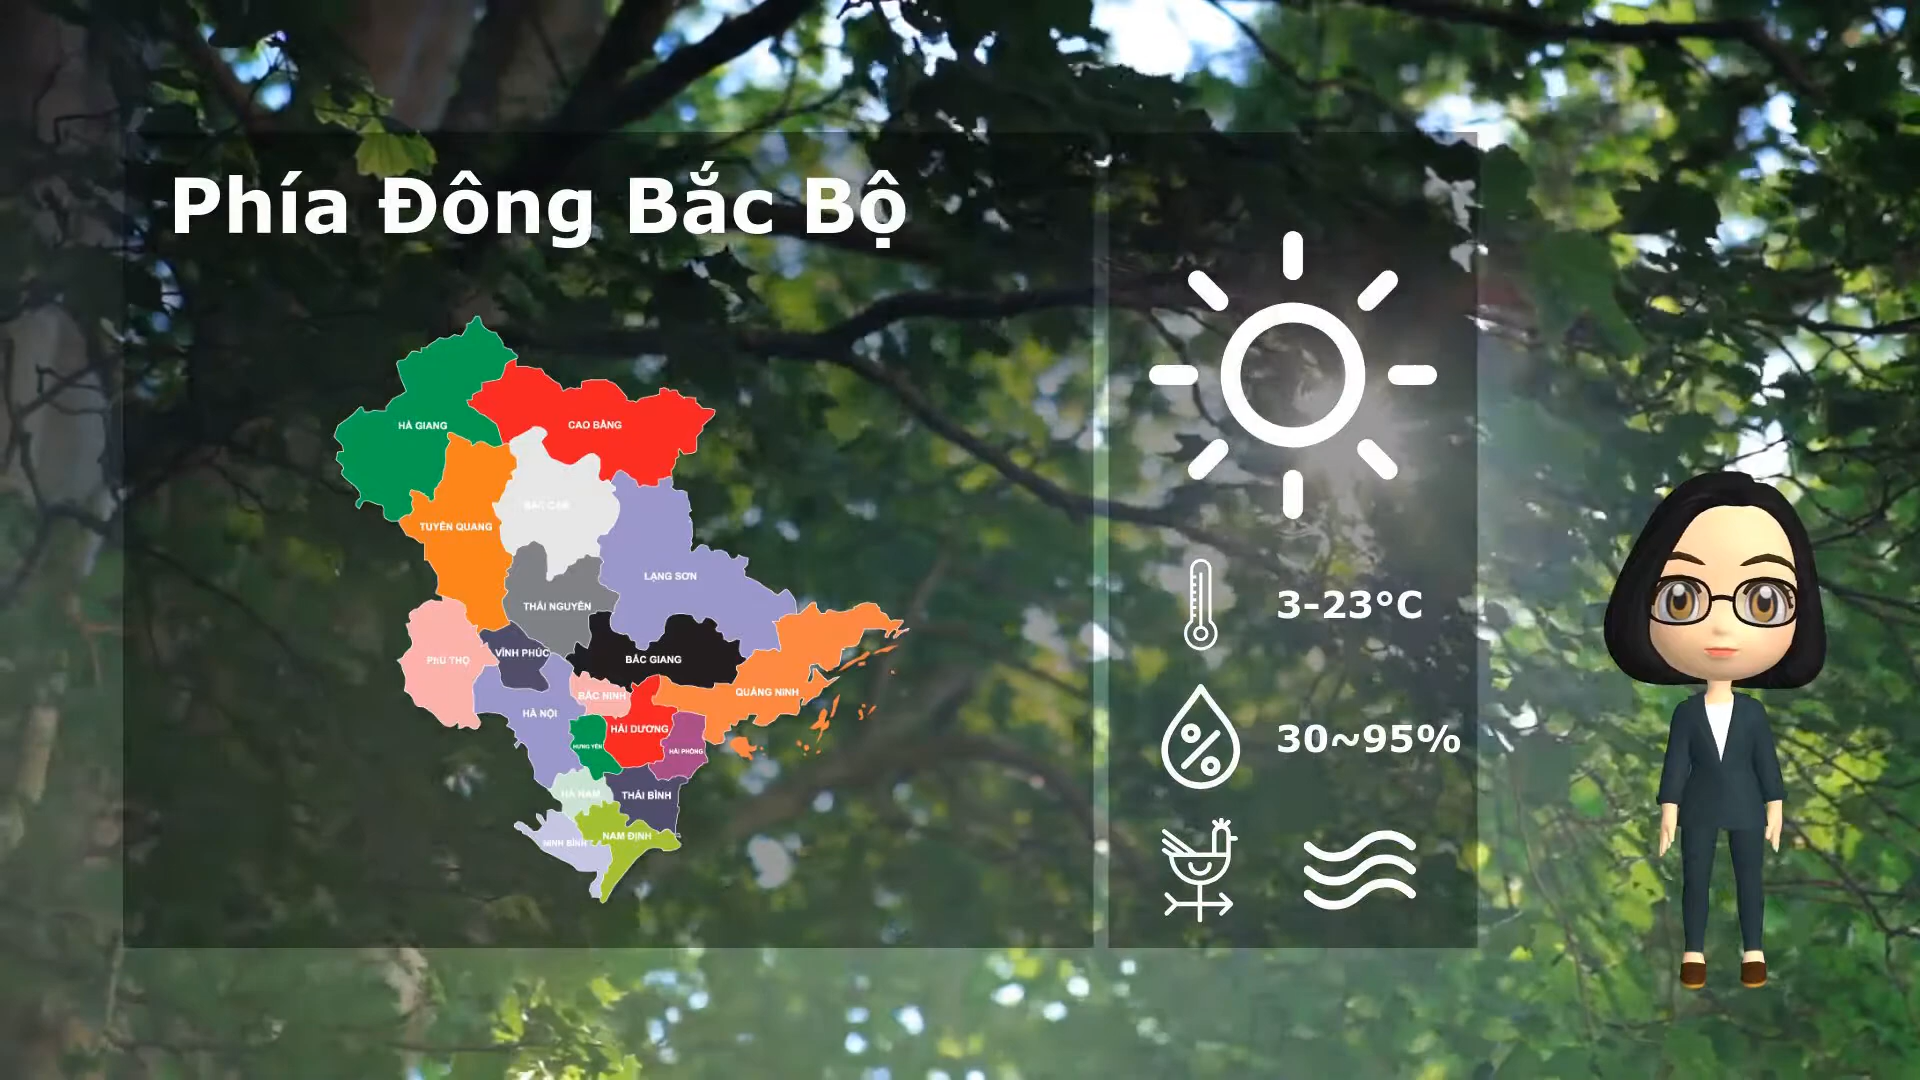 Phía Đông Bắc Bộ
HÀ GIANG
CAO BẰNG
TUYÊN QUANG
LẠNG SƠN
THÁI NGUYÊN
VĨNH PHÚC
PHÚ THỌ
BẮC GIANG
QUẢNG NINH
BẮC NINH
HÀ NỘI
HẢI DƯƠNG
HƯNG YÊN
HẢI PHÒNG
HÀ NAM
THÁI BÌNH
NAM ĐỊNH
NINH BÌNH
3-23°C
30~95%